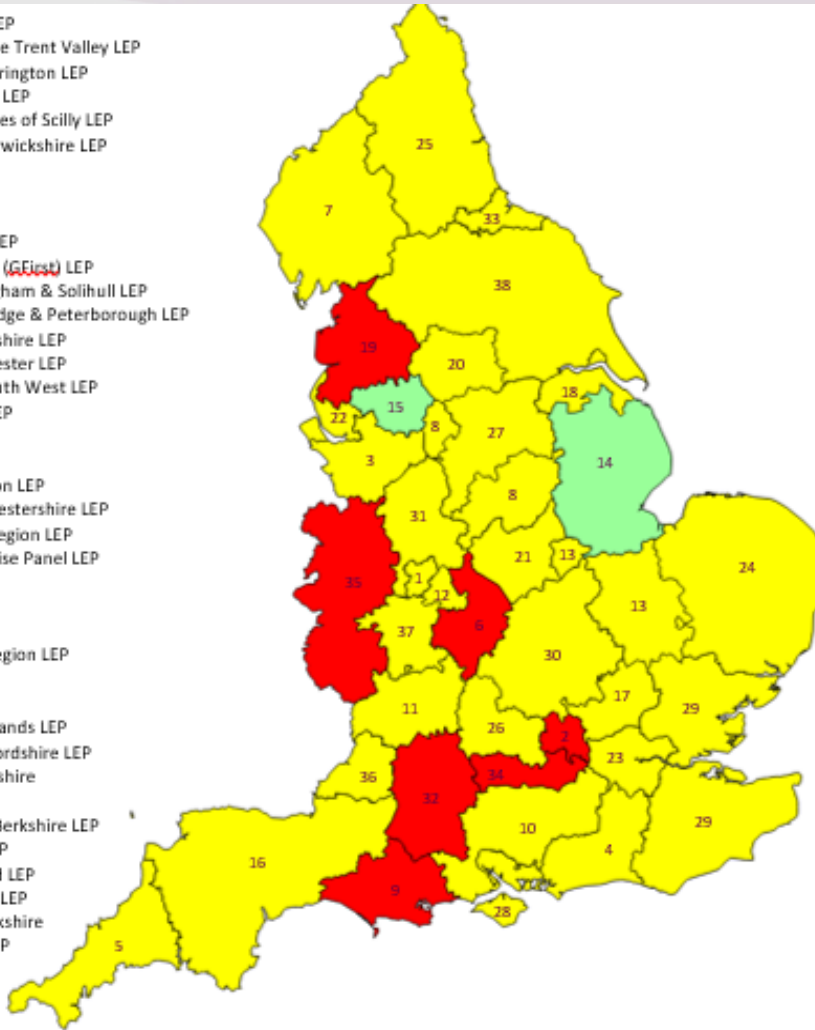 EP
e Trent Valley LEP
rington LEP
LEP
es of Scilly LEP
wickshire LEP
EP
(GFirst) LEP
gham & Solihull LEP
dge & Peterborough LEP
shire LEP
ester LEP
uth West LEP
EP
on LEP
estershire LEP
egion LEP
ise Panel LEP
egion LEP
ands LEP
ordshire LEP
shire
Berkshire LEP
P
d LEP
LEP
kshire
P
25
7
33
38
19
20
18
15
22
8
27
3
14
8
31
21
13
24
35
1
12
13
6
37
30
17
11
29
26
2
23
36
34
32
10
29
4
16
9
28
5